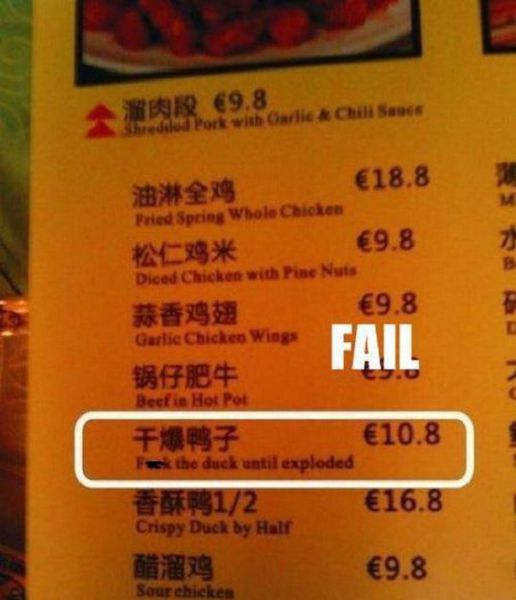 溜肉段 €9.8
Shredded Pork with Garlic & Chili Sauce
油淋全鸡 €18.8
Fried Spring Whole Chicken
松仁鸡米 €9.8
Diced Chicken with Pine Nuts
蒜香鸡翅 €9.8
Garlic Chicken Wings
FAIL
锅仔肥牛 €9.8
Beef in Hot Pot
干爆鸭子 €10.8
F k the duck until exploded
香酥鸭1/2 €16.8
Crispy Duck by Half
醋溜鸡 €9.8
Sour chicken